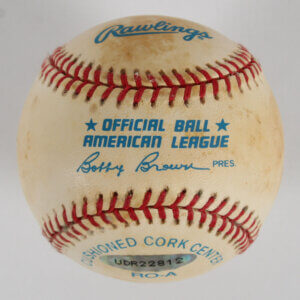 Rawlings
★ OFFICIAL BALL ★
AMERICAN LEAGUE
Bobby Brown PRES.
CUSHIONED CORK CENTER
UDR22812
RO-A